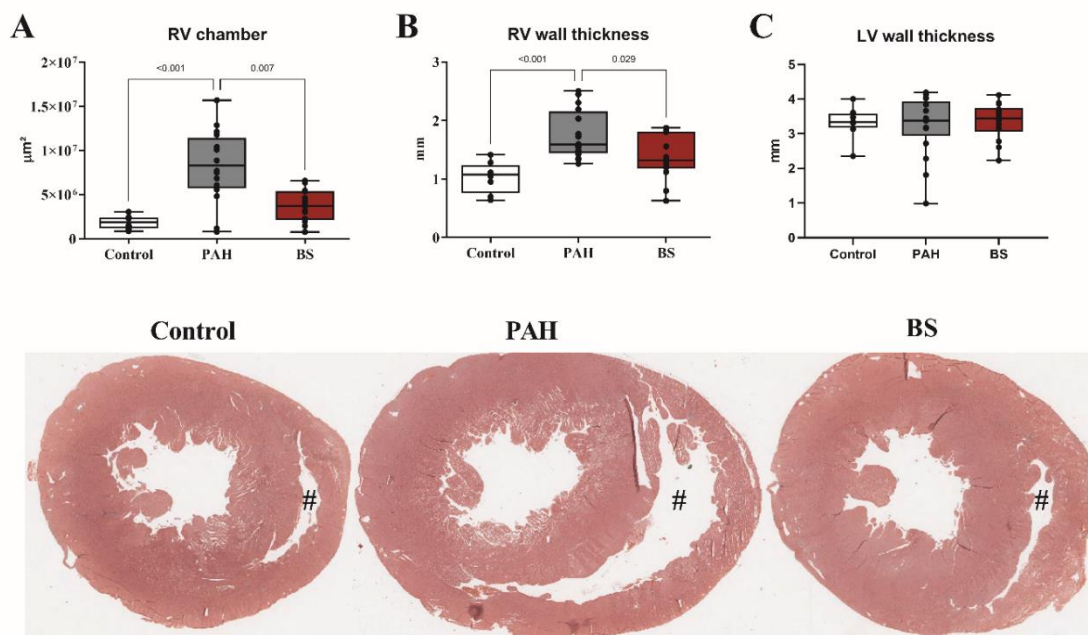 A
RV chamber
<0.001
0.007
2×10⁷
1.5×10⁷
1×10⁷
5×10⁶
0
μm²
Control
PAH
BS
B
RV wall thickness
<0.001
0.029
3
2
1
0
mm
Control
PAH
BS
C
LV wall thickness
5
4
3
2
1
0
mm
Control
PAH
BS
Control
PAH
BS
#
#
#